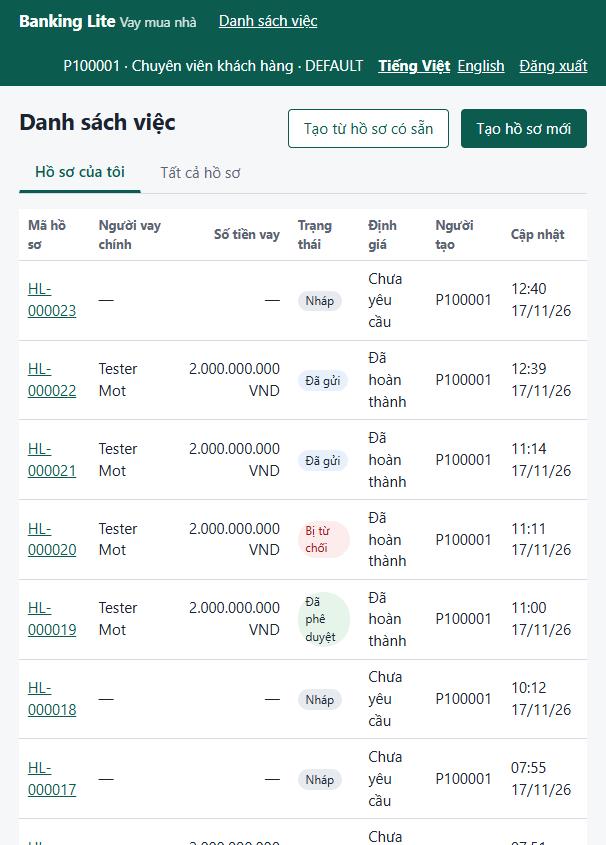 Banking Lite Vay mua nhà Danh sách việc
P100001 · Chuyên viên khách hàng · DEFAULT Tiếng Việt English Đăng xuất
Danh sách việc
Tạo từ hồ sơ có sẵn
Tạo hồ sơ mới
Hồ sơ của tôi Tất cả hồ sơ
Mã hồ sơ Người vay chính Số tiền vay Trạng thái Định giá Người tạo Cập nhật
HL-000023 — — Nháp Chưa yêu cầu P100001 12:40 17/11/26
HL-000022 Tester Mot 2.000.000.000 VND Đã gửi Đã hoàn thành P100001 12:39 17/11/26
HL-000021 Tester Mot 2.000.000.000 VND Đã gửi Đã hoàn thành P100001 11:14 17/11/26
HL-000020 Tester Mot 2.000.000.000 VND Bị từ chối Đã hoàn thành P100001 11:11 17/11/26
HL-000019 Tester Mot 2.000.000.000 VND Đã phê duyệt Đã hoàn thành P100001 11:00 17/11/26
HL-000018 — — Nháp Chưa yêu cầu P100001 10:12 17/11/26
HL-000017 — — Nháp Chưa yêu cầu P100001 07:55 17/11/26
Chưa